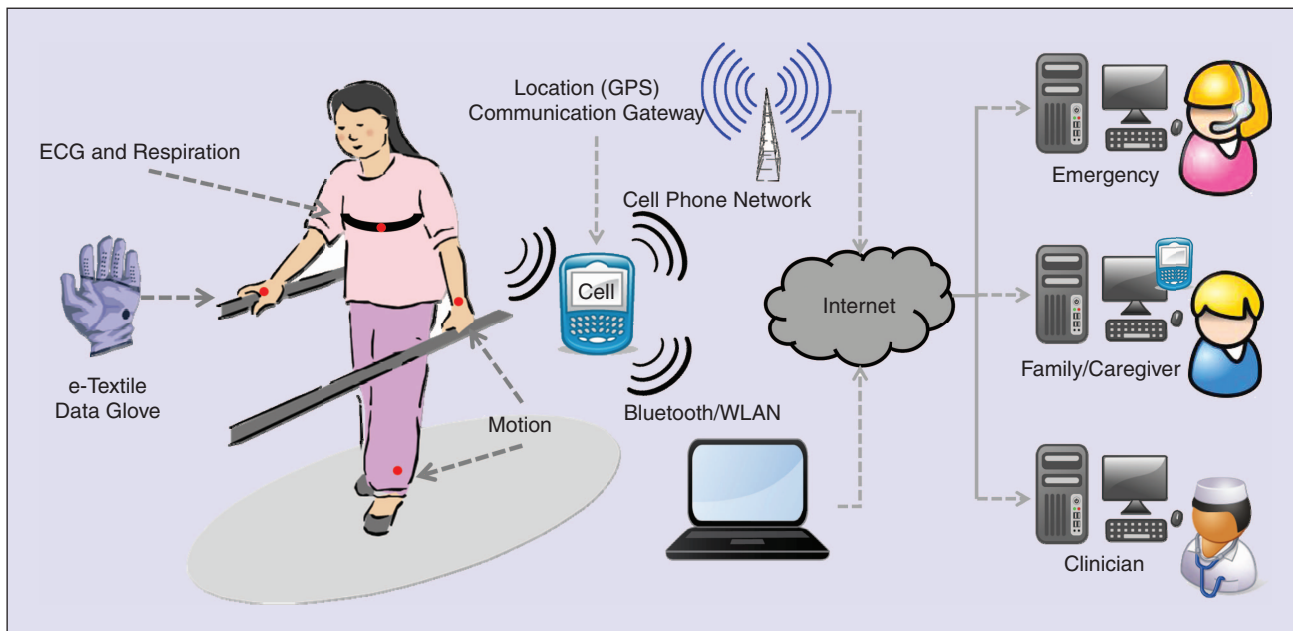 Location (GPS)
Communication Gateway
ECG and Respiration
Cell Phone Network
Emergency
Cell
Internet
e-Textile
Data Glove
Motion
Bluetooth/WLAN
Family/Caregiver
Clinician